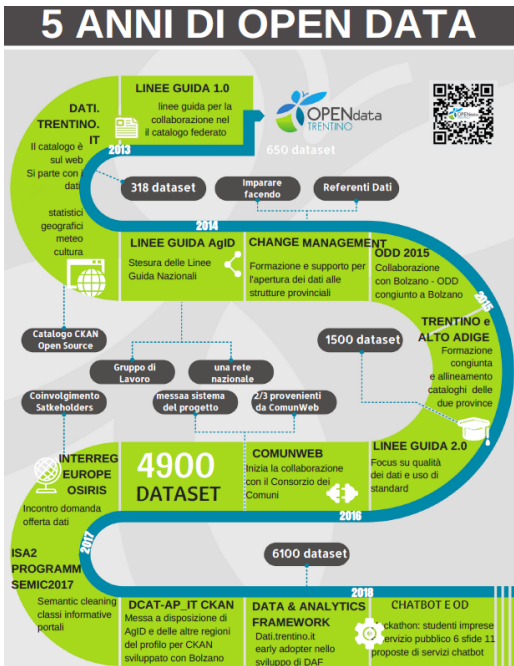 5 ANNI DI OPEN DATA
LINEE GUIDA 1.0
linee guida per la
collaborazione nel
il catalogo federato
OPENdata
TRENTINO
650 dataset
DATI.
TRENTINO.
IT
Il catalogo è
sul web
Si parte con i
dati
statistici
geografici
meteo
cultura
2013
318 dataset
Imparare
facendo
Referenti Dati
2014
LINEE GUIDA AgID
Stesura delle Linee
Guida Nazionali
CHANGE MANAGEMENT
Formazione e supporto per
l'apertura dei dati alle
strutture provinciali
ODD 2015
Collaborazione
con Bolzano - ODD
congiunto a Bolzano
2015
TRENTINO e
ALTO ADIGE
Formazione
congiunta
e allineamento
cataloghi delle
due province
Catalogo CKAN
Open Source
1500 dataset
Gruppo di
Lavoro
una rete
nazionale
Coinvolgimento
Satkeholders
messaa sistema
del progetto
2/3 provenienti
da ComunWeb
INTERREG
EUROPE
OSIRIS
Incontro domanda
offerta dati
4900
DATASET
COMUNWEB
Inizia la collaborazione
con il Consorzio dei
Comuni
LINEE GUIDA 2.0
Focus su qualità
dei dati e uso di
standard
2016
2017
ISA2
PROGRAMM
SEMIC2017
Semantic cleaning
classi informative
portali
6100 dataset
2018
DCAT-AP_IT CKAN
Messa a disposizione di
AgID e delle altre regioni
del profilo per CKAN
sviluppato con Bolzano
DATA & ANALYTICS
FRAMEWORK
Dati.trentino.it
early adopter nello
sviluppo di DAF
CHATBOT E OD
ckathon: studenti imprese
ervizio pubblico 6 sfide 11
proposte di servizi chatbot